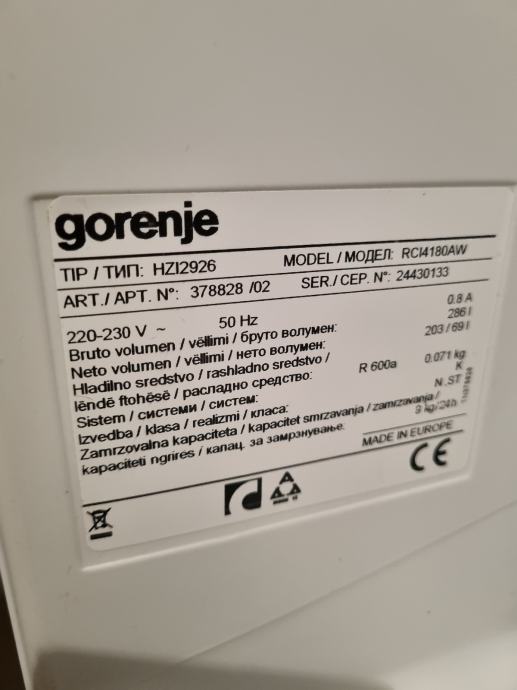 gorenje
TIP / ТИП: HZI2926 MODEL / МОДЕЛ: RCI4180AW
ART./ АРТ. N°: 378828 /02 SER./ СЕР. N°: 24430133
220-230 V ~ 50 Hz 0.8 A
Bruto volumen / vëllimi / бруто волумен: 286 l
Neto volumen / vëllimi / нето волумен: 203 / 69 l
Hladilno sredstvo / rashladno sredstvo /
lëndë ftohësë / расладно средство: R 600a 0.071 kg
Sistem / системи / систем: K
Izvedba / klasa / realizmi / класа: N..ST
Zamrzovalna kapaciteta / kapacitet smrzavanja / zamrzavanja /
kapaciteti ngrires / капац. за замрзнување: 9 kg/24h
MADE IN EUROPE
CE